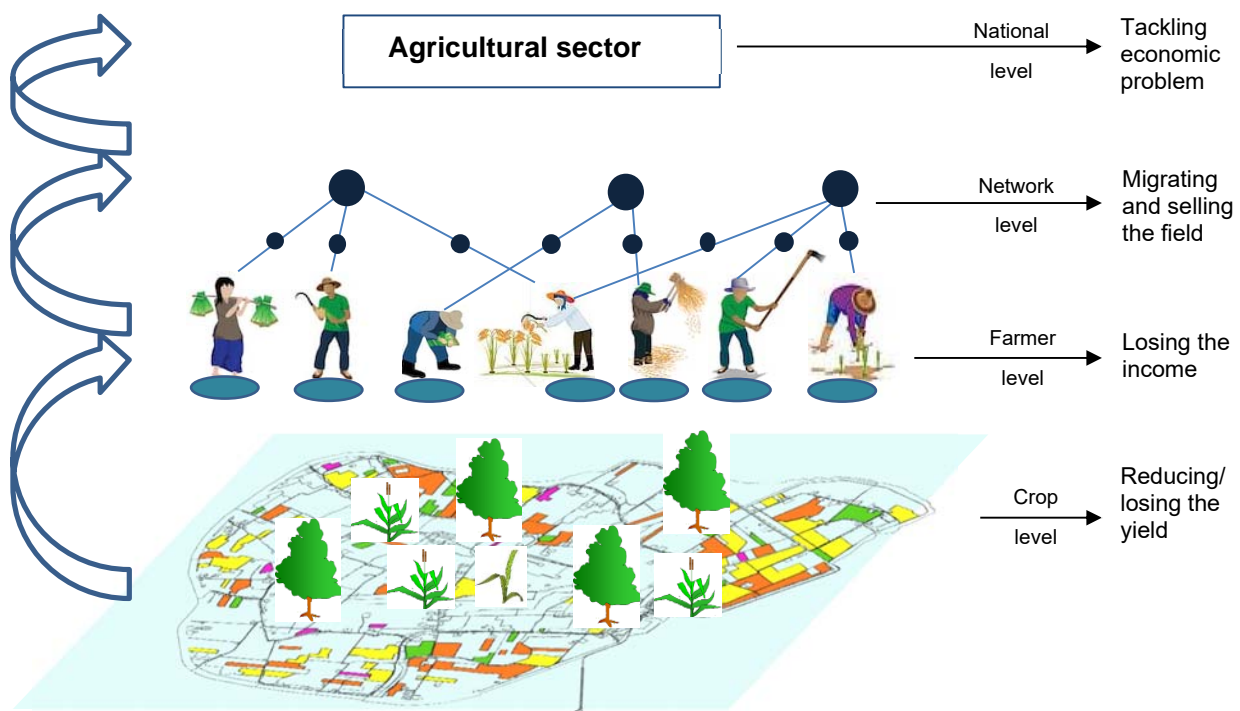 Agricultural sector
National
level
Tackling
economic
problem
Network
level
Migrating
and selling
the field
Farmer
level
Losing the
income
Crop
level
Reducing/
losing the
yield